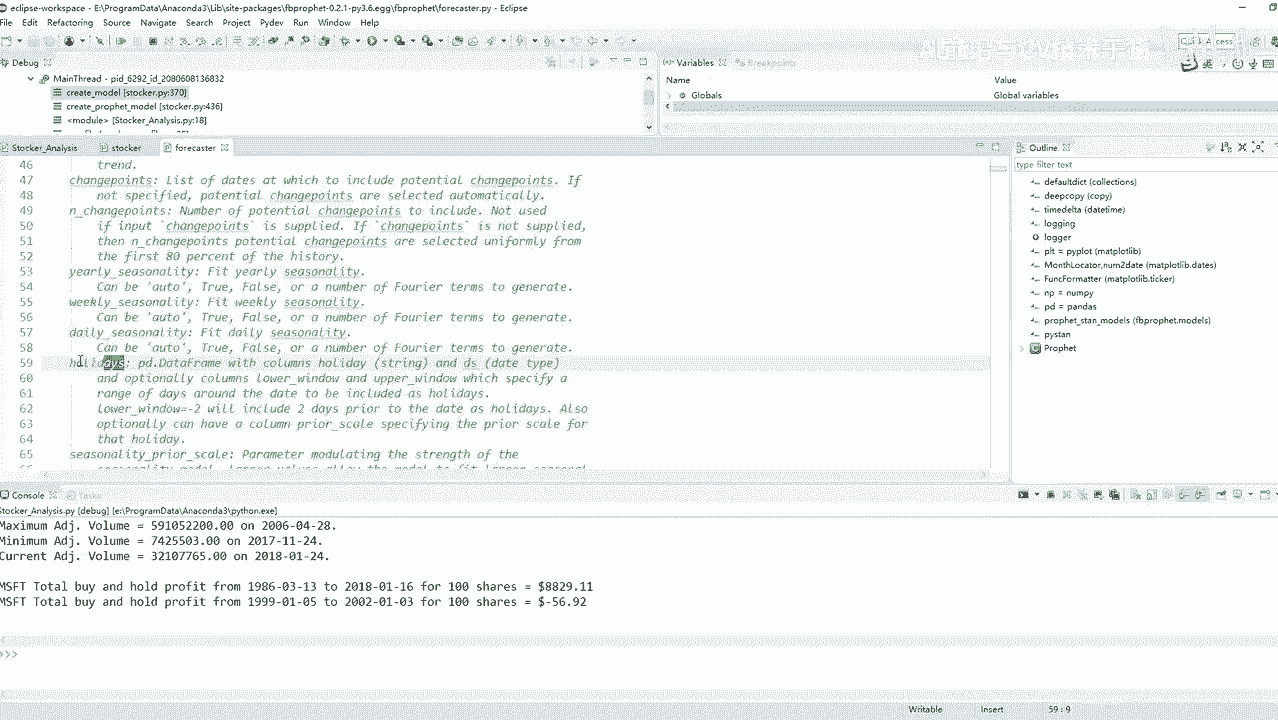 eclipse-workspace - E:\ProgramData\Anaconda3\Lib\site-packages\fbprophet-0.2.1-py3.6.egg\fbprophet\forecaster.py - Eclipse
File Edit Refactoring Source Navigate Search Project Pydev Run Window Help
Debug
MainThread - pid_6292_id_2080608136832
create_model [stocker.py:370]
create_prophet_model [stocker.py:436]
<module> [Stocker_Analysis.py:18]
Variables Breakpoints
Name Value
Globals Global variables
Stocker_Analysis stocker forecaster
46 trend.
47 changepoints: List of dates at which to include potential changepoints. If
48 not specified, potential changepoints are selected automatically.
49 n_changepoints: Number of potential changepoints to include. Not used
50 if input `changepoints` is supplied. If `changepoints` is not supplied,
51 then n_changepoints potential changepoints are selected uniformly from
52 the first 80 percent of the history.
53 yearly_seasonality: Fit yearly seasonality.
54 Can be 'auto', True, False, or a number of Fourier terms to generate.
55 weekly_seasonality: Fit weekly seasonality.
56 Can be 'auto', True, False, or a number of Fourier terms to generate.
57 daily_seasonality: Fit daily seasonality.
58 Can be 'auto', True, False, or a number of Fourier terms to generate.
59 holidays: pd.DataFrame with columns holiday (string) and ds (date type)
60 and optionally columns lower_window and upper_window which specify a
61 range of days around the date to be included as holidays.
62 lower_window=-2 will include 2 days prior to the date as holidays. Also
63 optionally can have a column prior_scale specifying the prior scale for
64 that holiday.
65 seasonality_prior_scale: Parameter modulating the strength of the
Outline
type filter text
defaultdict (collections)
deepcopy (copy)
timedelta (datetime)
logging
logger
plt = pyplot (matplotlib)
MonthLocator,num2date (matplotlib.dates)
FuncFormatter (matplotlib.ticker)
np = numpy
pd = pandas
prophet_stan_models (fbprophet.models)
pystan
Prophet
Console Tasks
Stocker_Analysis.py [debug] [e:\ProgramData\Anaconda3\python.exe]
Maximum Adj. Volume = 591052200.00 on 2006-04-28.
Minimum Adj. Volume = 7425503.00 on 2017-11-24.
Current Adj. Volume = 32107765.00 on 2018-01-24.
MSFT Total buy and hold profit from 1986-03-13 to 2018-01-16 for 100 shares = $8829.11
MSFT Total buy and hold profit from 1999-01-05 to 2002-01-03 for 100 shares = $-56.92
>>>
Writable Insert 59 : 9